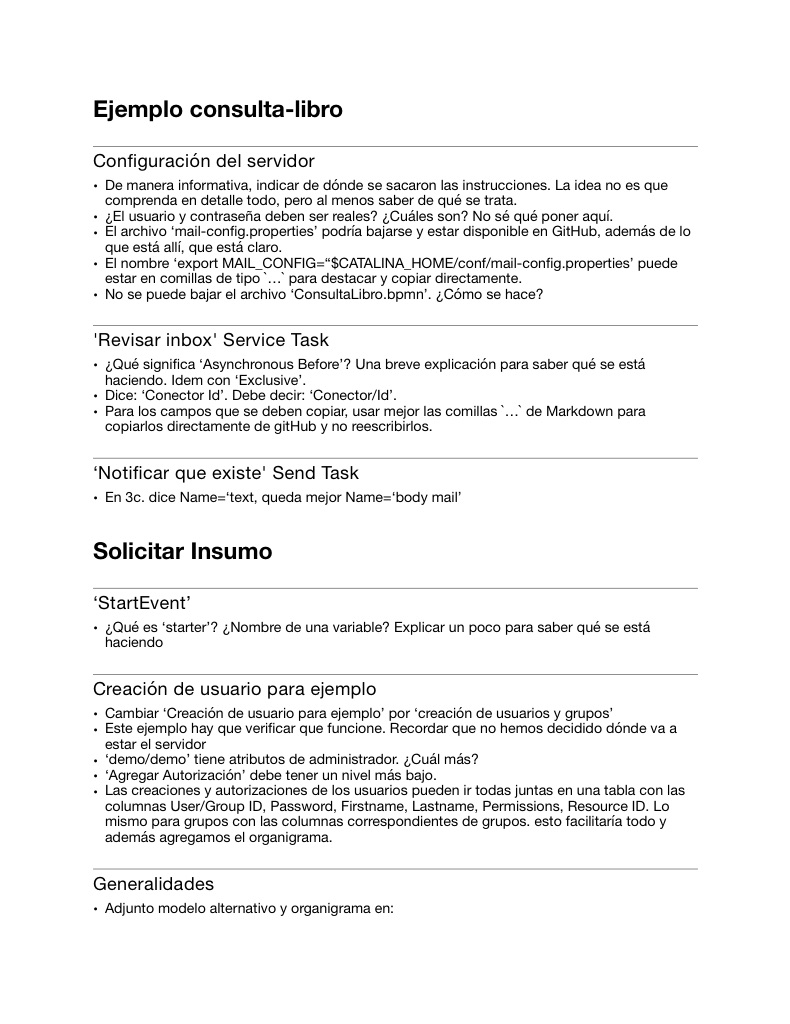 Ejemplo consulta-libro
Configuración del servidor
• De manera informativa, indicar de dónde se sacaron las instrucciones. La idea no es que
comprenda en detalle todo, pero al menos saber de qué se trata.
• ¿El usuario y contraseña deben ser reales? ¿Cuáles son? No sé qué poner aquí.
• El archivo ‘mail-config.properties’ podría bajarse y estar disponible en GitHub, además de lo
que está allí, que está claro.
• El nombre ‘export MAIL_CONFIG=“$CATALINA_HOME/conf/mail-config.properties’ puede
estar en comillas de tipo `…` para destacar y copiar directamente.
• No se puede bajar el archivo ‘ConsultaLibro.bpmn’. ¿Cómo se hace?
'Revisar inbox' Service Task
• ¿Qué significa ‘Asynchronous Before’? Una breve explicación para saber qué se está
haciendo. Idem con ‘Exclusive’.
• Dice: ‘Conector Id’. Debe decir: ‘Conector/Id’.
• Para los campos que se deben copiar, usar mejor las comillas `…` de Markdown para
copiarlos directamente de gitHub y no reescribirlos.
‘Notificar que existe' Send Task
• En 3c. dice Name=‘text, queda mejor Name=‘body mail’
Solicitar Insumo
‘StartEvent’
• ¿Qué es ‘starter’? ¿Nombre de una variable? Explicar un poco para saber qué se está
haciendo
Creación de usuario para ejemplo
• Cambiar ‘Creación de usuario para ejemplo’ por ‘creación de usuarios y grupos’
• Este ejemplo hay que verificar que funcione. Recordar que no hemos decidido dónde va a
estar el servidor
• ‘demo/demo’ tiene atributos de administrador. ¿Cuál más?
• ‘Agregar Autorización’ debe tener un nivel más bajo.
• Las creaciones y autorizaciones de los usuarios pueden ir todas juntas en una tabla con las
columnas User/Group ID, Password, Firstname, Lastname, Permissions, Resource ID. Lo
mismo para grupos con las columnas correspondientes de grupos. esto facilitaría todo y
además agregamos el organigrama.
Generalidades
• Adjunto modelo alternativo y organigrama en: